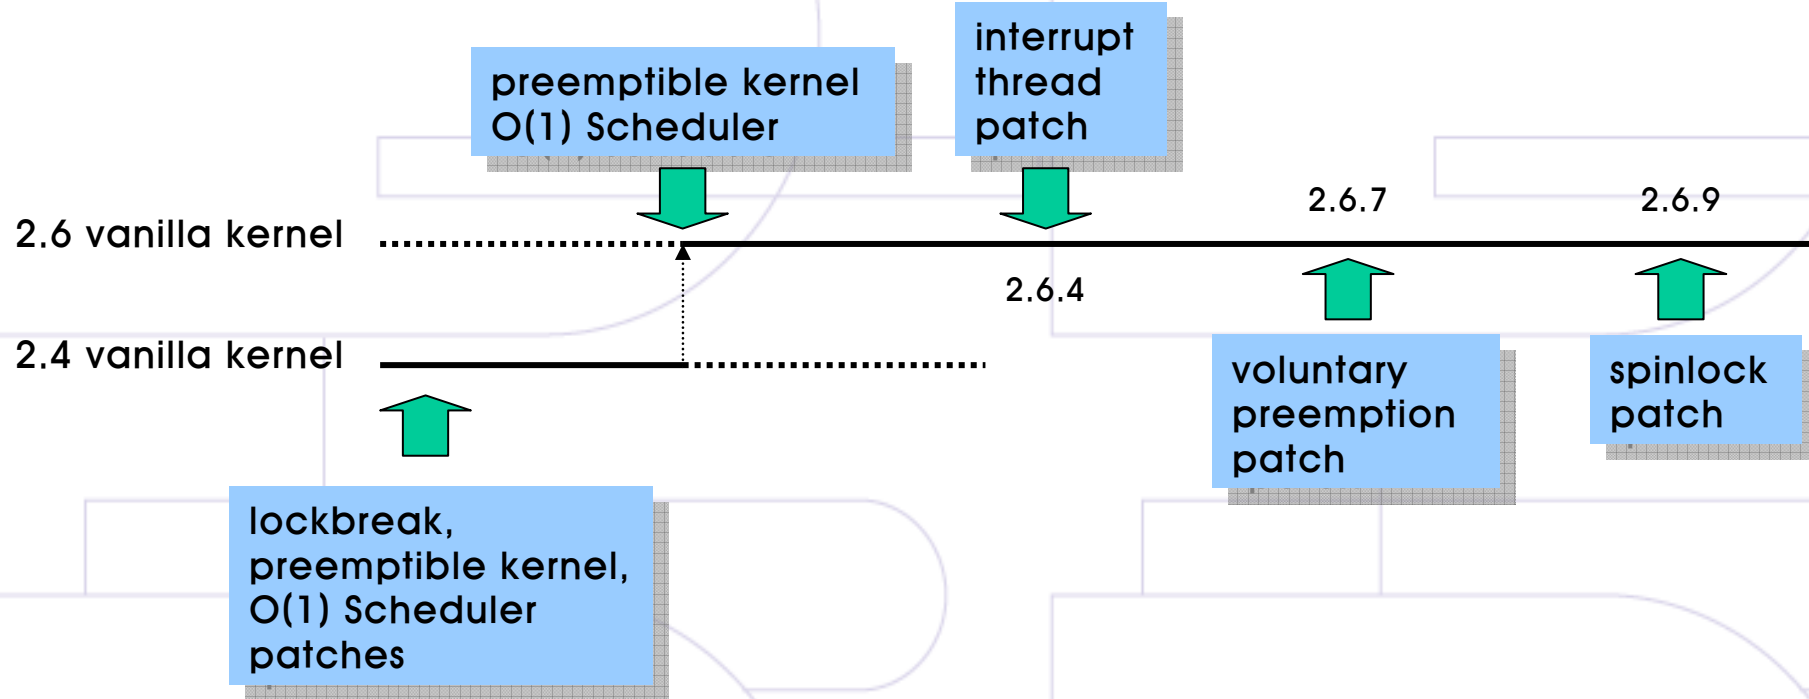 interrupt
thread
patch
preemptible kernel
O(1) Scheduler
2.6.7
2.6.9
2.6 vanilla kernel
2.6.4
2.4 vanilla kernel
voluntary
preemption
patch
spinlock
patch
lockbreak,
preemptible kernel,
O(1) Scheduler
patches